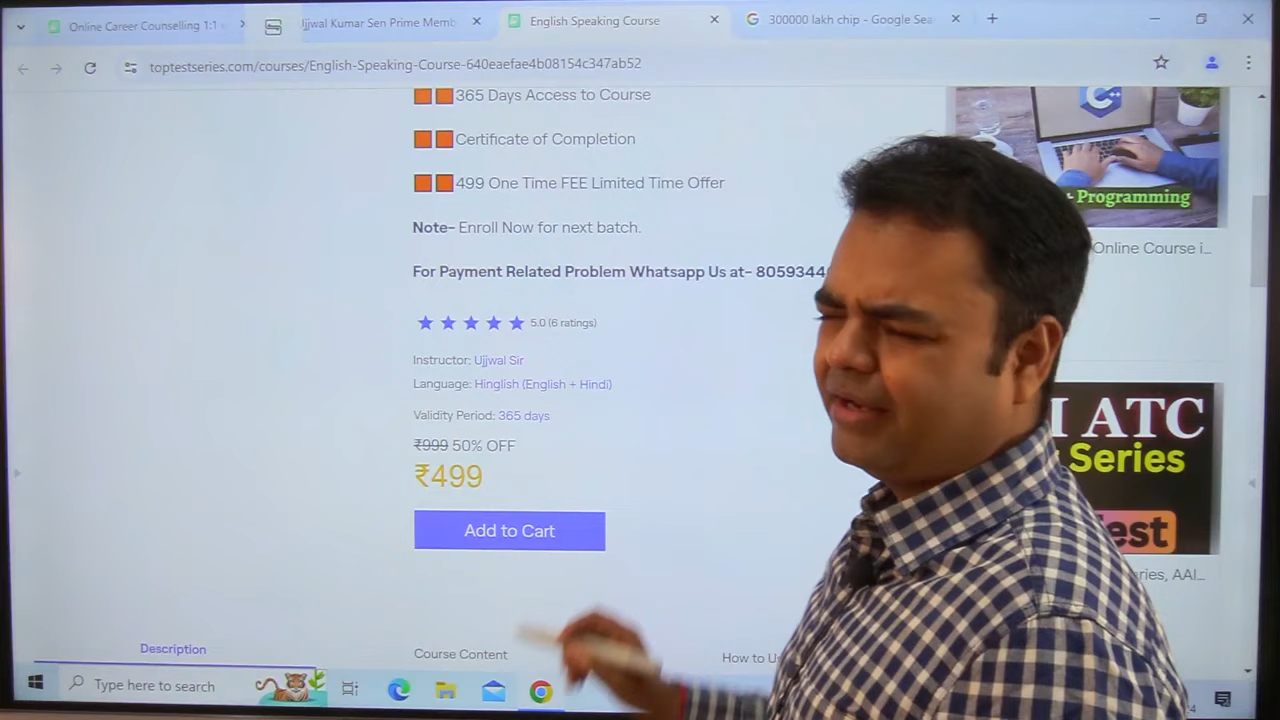 Online Career Counselling 1:1
Ujjwal Kumar Sen Prime Memb
English Speaking Course
300000 lakh chip - Google Sea
toptestseries.com/courses/English-Speaking-Course-640eaefae4b08154c347ab52
365 Days Access to Course
Certificate of Completion
499 One Time FEE Limited Time Offer
Note- Enroll Now for next batch.
For Payment Related Problem Whatsapp Us at- 8059344
5.0 (6 ratings)
Instructor: Ujjwal Sir
Language: Hinglish (English + Hindi)
Validity Period: 365 days
₹999 50% OFF
₹499
Add to Cart
Description
Course Content
How to U
C++
Programming
Online Course i...
ATC
Series
est
ries, AAI...
Type here to search